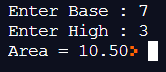 Enter Base : 7
Enter High : 3
Area = 10.50>